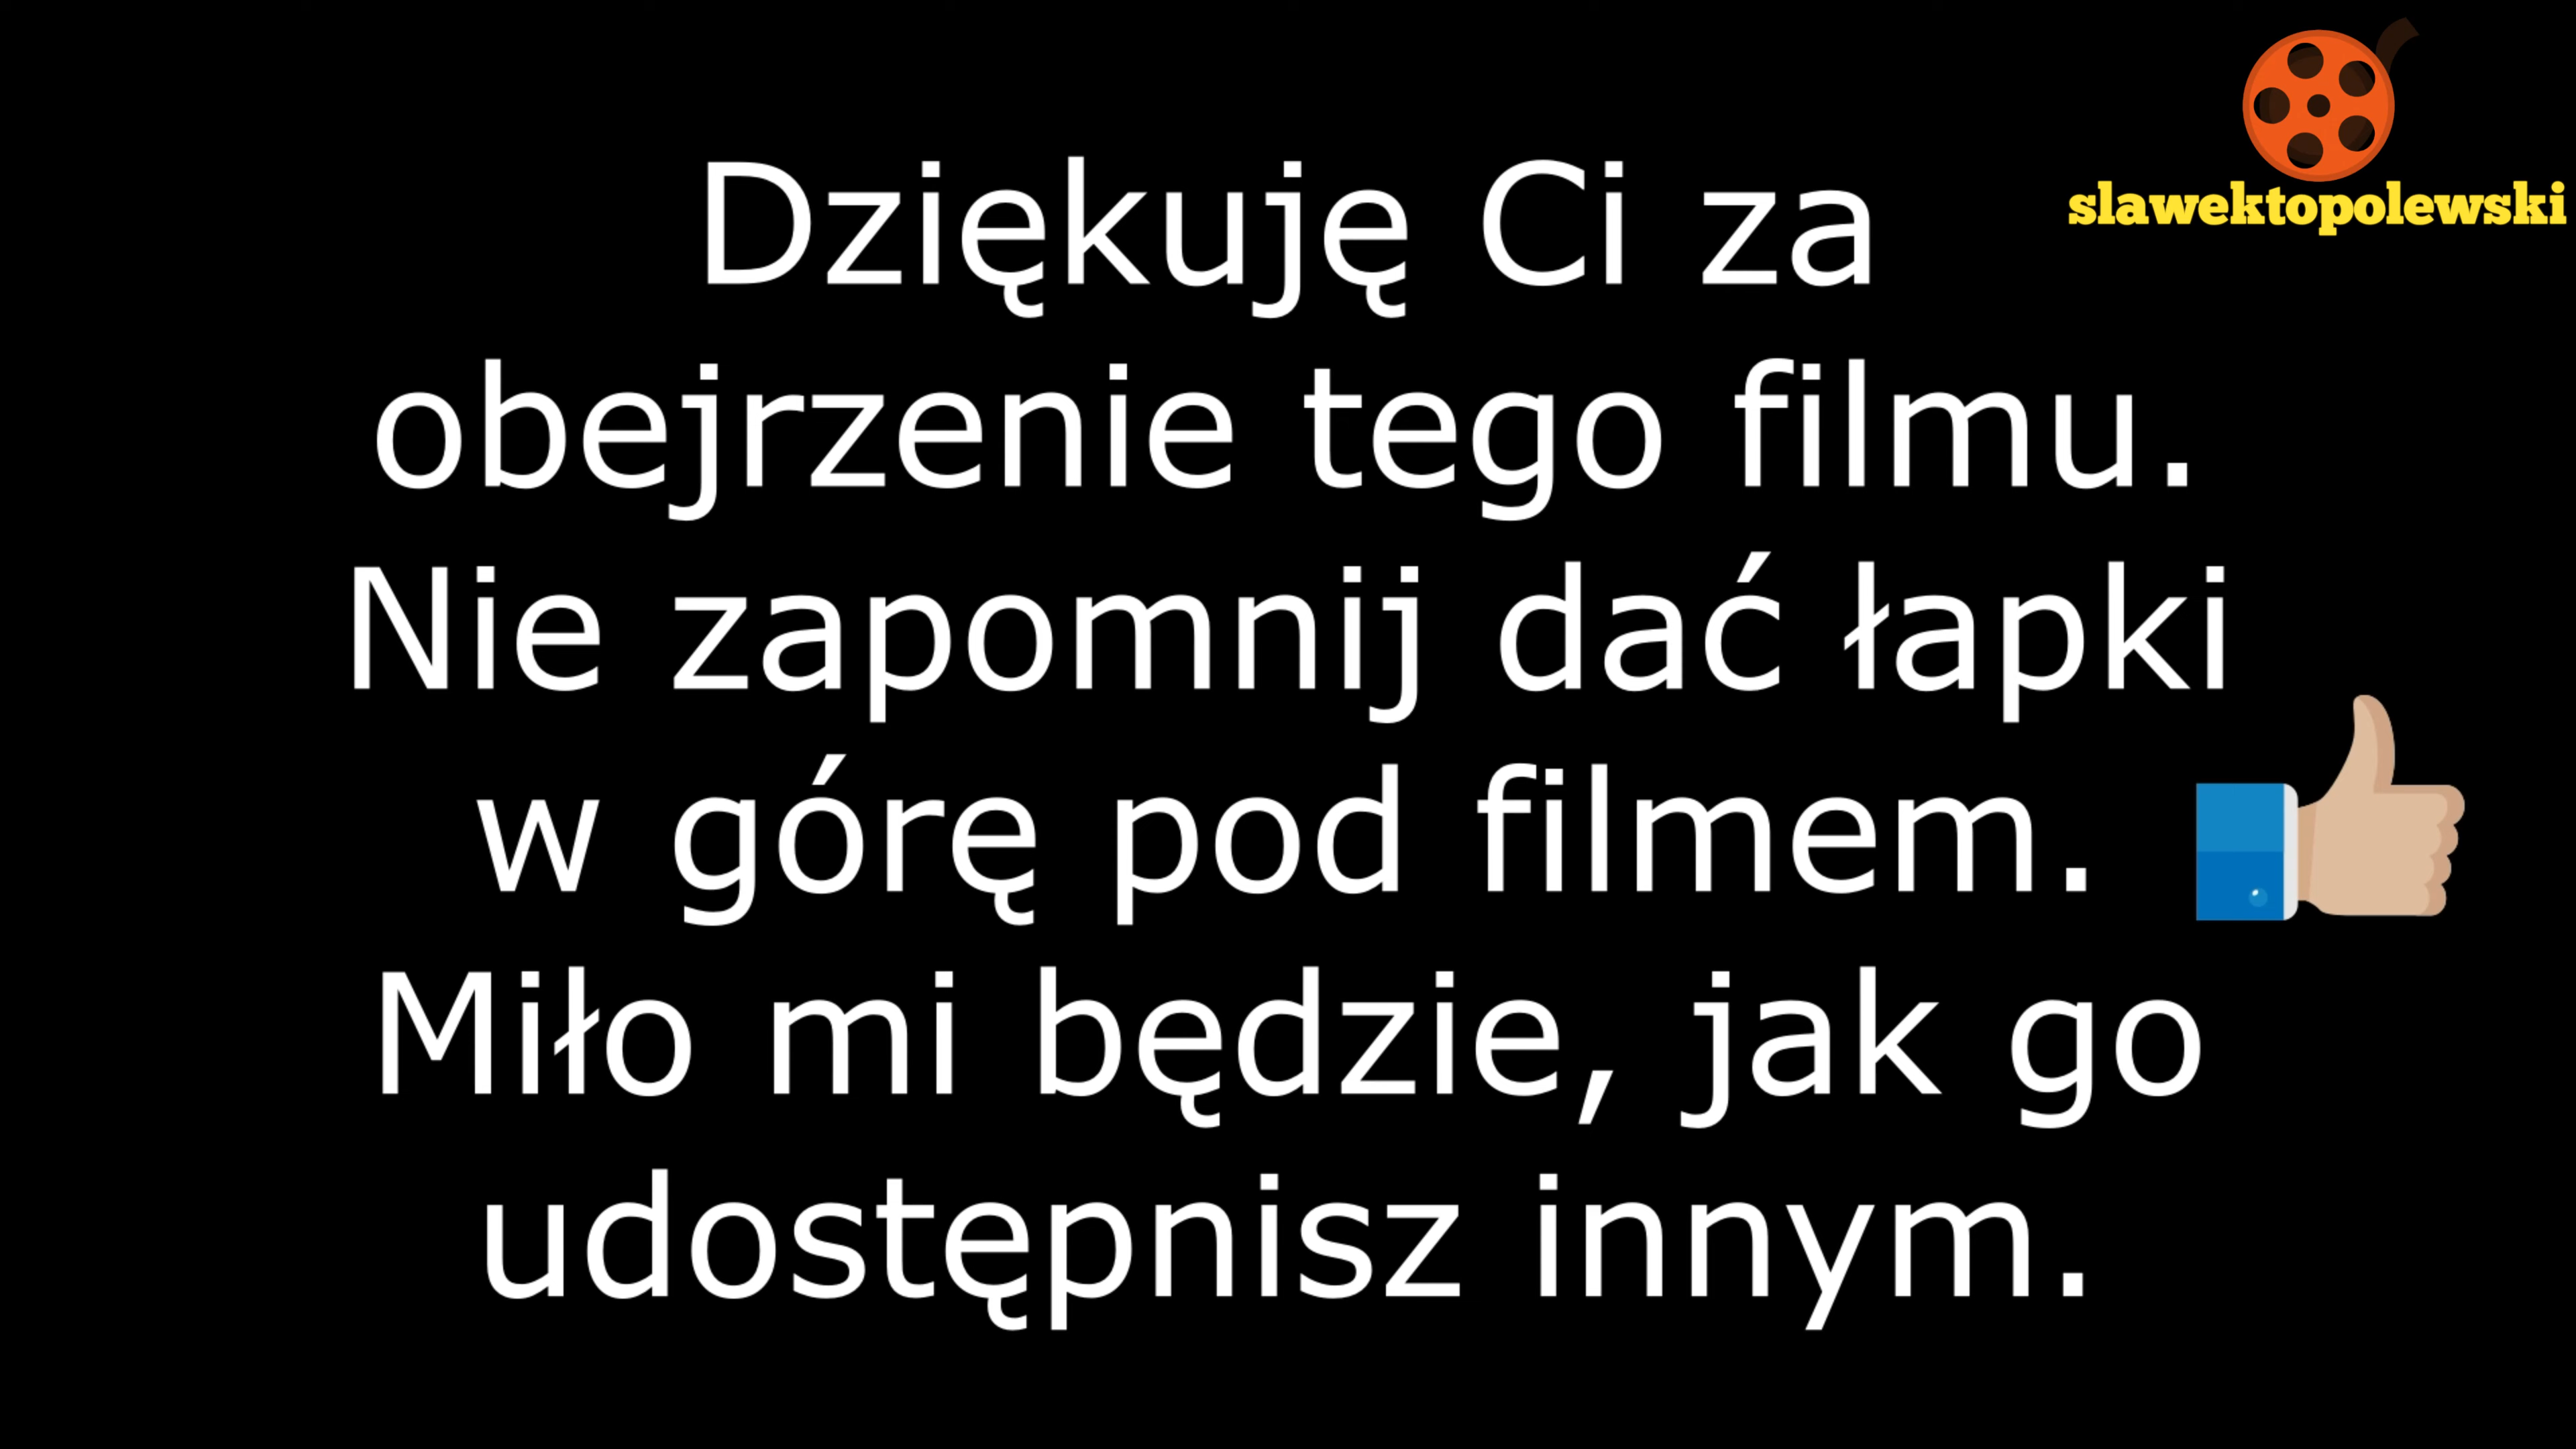 slawektopolewski
Dziękuję Ci za
obejrzenie tego filmu.
Nie zapomnij dać łapki
w górę pod filmem.
Miło mi będzie, jak go
udostępnisz innym.